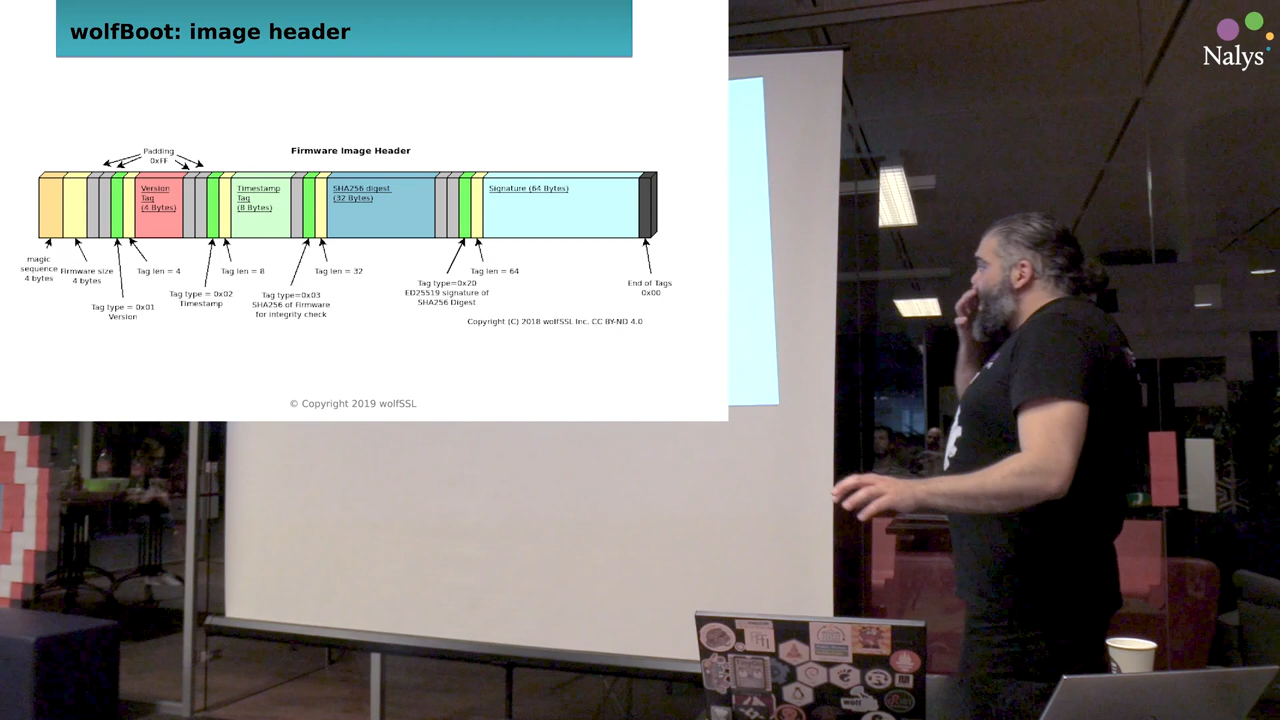 wolfBoot: image header
Nalys
Padding
0xFF
Firmware Image Header
Version
Tag
(4 Bytes)
Timestamp
Tag
(8 Bytes)
SHA256 digest
(32 Bytes)
Signature (64 Bytes)
magic
sequence
4 bytes
Firmware size
4 bytes
Tag type = 0x01
Version
Tag len = 4
Tag type = 0x02
Timestamp
Tag len = 8
Tag type=0x03
SHA256 of Firmware
for integrity check
Tag len = 32
Tag type=0x20
ED25519 signature of
SHA256 Digest
Tag len = 64
End of Tags
0x00
Copyright (C) 2018 wolfSSL Inc. CC BY-ND 4.0
© Copyright 2019 wolfSSL
wolf